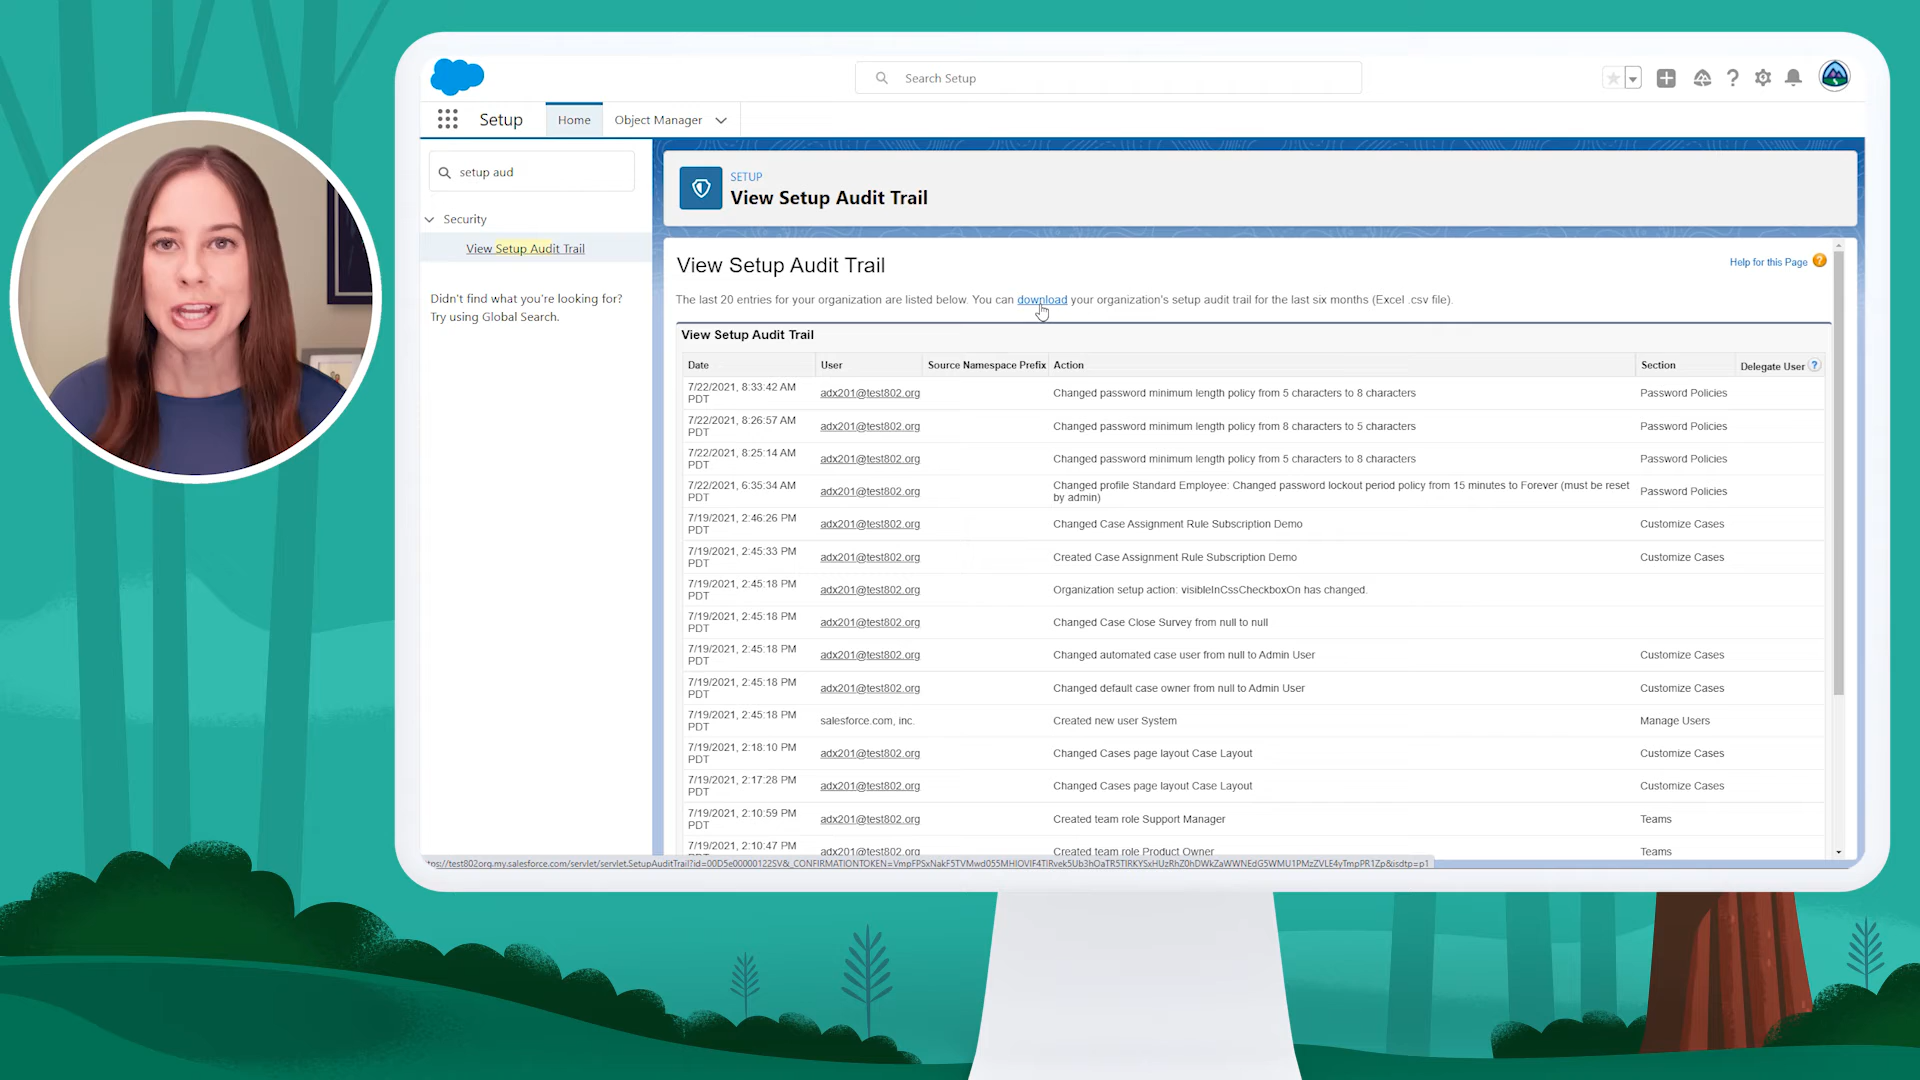 Search Setup
Setup
Home
Object Manager
setup aud
Security
View Setup Audit Trail
Didn't find what you're looking for?
Try using Global Search.
SETUP
View Setup Audit Trail
View Setup Audit Trail
Help for this Page
The last 20 entries for your organization are listed below. You can download your organization's setup audit trail for the last six months (Excel .csv file).
View Setup Audit Trail
Date User Source Namespace Prefix Action Section Delegate User ?
7/22/2021, 8:33:42 AM PDT adx201@test802.org Changed password minimum length policy from 5 characters to 8 characters Password Policies
7/22/2021, 8:26:57 AM PDT adx201@test802.org Changed password minimum length policy from 8 characters to 5 characters Password Policies
7/22/2021, 8:25:14 AM PDT adx201@test802.org Changed password minimum length policy from 5 characters to 8 characters Password Policies
7/22/2021, 6:35:34 AM PDT adx201@test802.org Changed profile Standard Employee: Changed password lockout period policy from 15 minutes to Forever (must be reset by admin) Password Policies
7/19/2021, 2:46:26 PM PDT adx201@test802.org Changed Case Assignment Rule Subscription Demo Customize Cases
7/19/2021, 2:45:33 PM PDT adx201@test802.org Created Case Assignment Rule Subscription Demo Customize Cases
7/19/2021, 2:45:18 PM PDT adx201@test802.org Organization setup action: visibleInCssCheckboxOn has changed.
7/19/2021, 2:45:18 PM PDT adx201@test802.org Changed Case Close Survey from null to null
7/19/2021, 2:45:18 PM PDT adx201@test802.org Changed automated case user from null to Admin User Customize Cases
7/19/2021, 2:45:18 PM PDT adx201@test802.org Changed default case owner from null to Admin User Customize Cases
7/19/2021, 2:45:18 PM PDT salesforce.com, inc. Created new user System Manage Users
7/19/2021, 2:18:10 PM PDT adx201@test802.org Changed Cases page layout Case Layout Customize Cases
7/19/2021, 2:17:28 PM PDT adx201@test802.org Changed Cases page layout Case Layout Customize Cases
7/19/2021, 2:10:59 PM PDT adx201@test802.org Created team role Support Manager Teams
7/19/2021, 2:10:47 adx201@test802.org Created team role Product Owner Teams